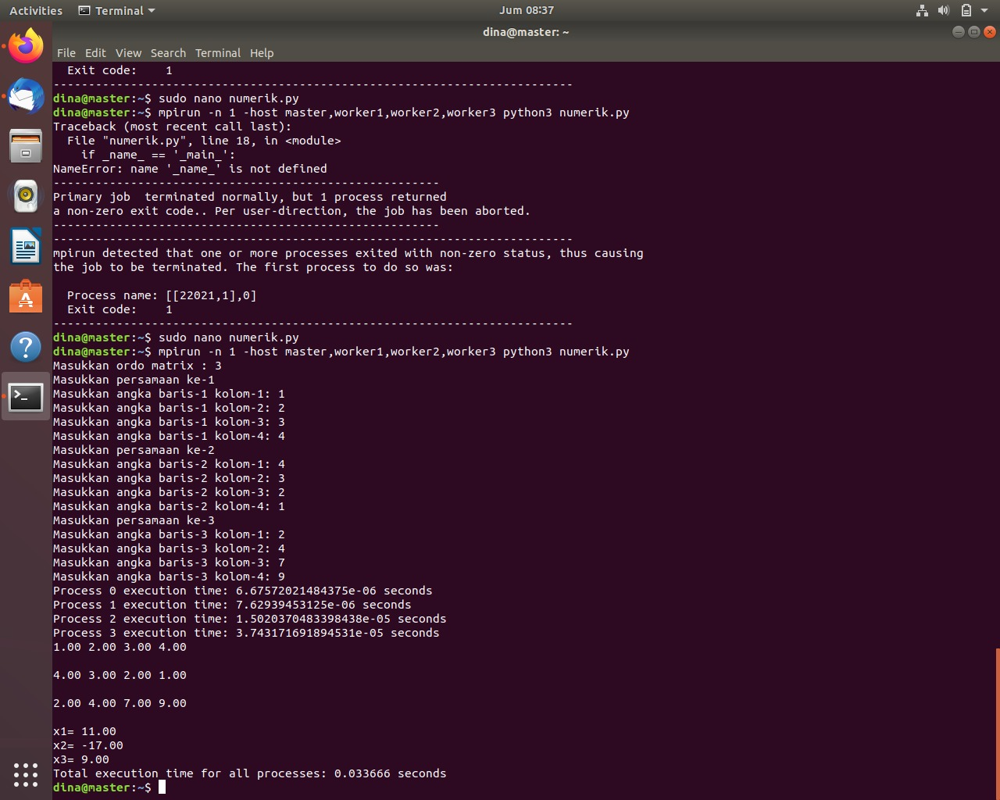 Activities Terminal Jum 08:37
dina@master: ~
File Edit View Search Terminal Help
  Exit code:    1
--------------------------------------------------------------------------
dina@master:~$ sudo nano numerik.py
dina@master:~$ mpirun -n 1 -host master,worker1,worker2,worker3 python3 numerik.py
Traceback (most recent call last):
  File "numerik.py", line 18, in <module>
    if _name_ == '_main_':
NameError: name '_name_' is not defined
-------------------------------------------------------
Primary job  terminated normally, but 1 process returned
a non-zero exit code.. Per user-direction, the job has been aborted.
-------------------------------------------------------
--------------------------------------------------------------------------
mpirun detected that one or more processes exited with non-zero status, thus causing
the job to be terminated. The first process to do so was:
  Process name: [[22021,1],0]
  Exit code:    1
--------------------------------------------------------------------------
dina@master:~$ sudo nano numerik.py
dina@master:~$ mpirun -n 1 -host master,worker1,worker2,worker3 python3 numerik.py
Masukkan ordo matrix : 3
Masukkan persamaan ke-1
Masukkan angka baris-1 kolom-1: 1
Masukkan angka baris-1 kolom-2: 2
Masukkan angka baris-1 kolom-3: 3
Masukkan angka baris-1 kolom-4: 4
Masukkan persamaan ke-2
Masukkan angka baris-2 kolom-1: 4
Masukkan angka baris-2 kolom-2: 3
Masukkan angka baris-2 kolom-3: 2
Masukkan angka baris-2 kolom-4: 1
Masukkan persamaan ke-3
Masukkan angka baris-3 kolom-1: 2
Masukkan angka baris-3 kolom-2: 4
Masukkan angka baris-3 kolom-3: 7
Masukkan angka baris-3 kolom-4: 9
Process 0 execution time: 6.67572021484375e-06 seconds
Process 1 execution time: 7.62939453125e-06 seconds
Process 2 execution time: 1.5020370483398438e-05 seconds
Process 3 execution time: 3.743171691894531e-05 seconds
1.00 2.00 3.00 4.00
4.00 3.00 2.00 1.00
2.00 4.00 7.00 9.00
x1= 11.00
x2= -17.00
x3= 9.00
Total execution time for all processes: 0.033666 seconds
dina@master:~$